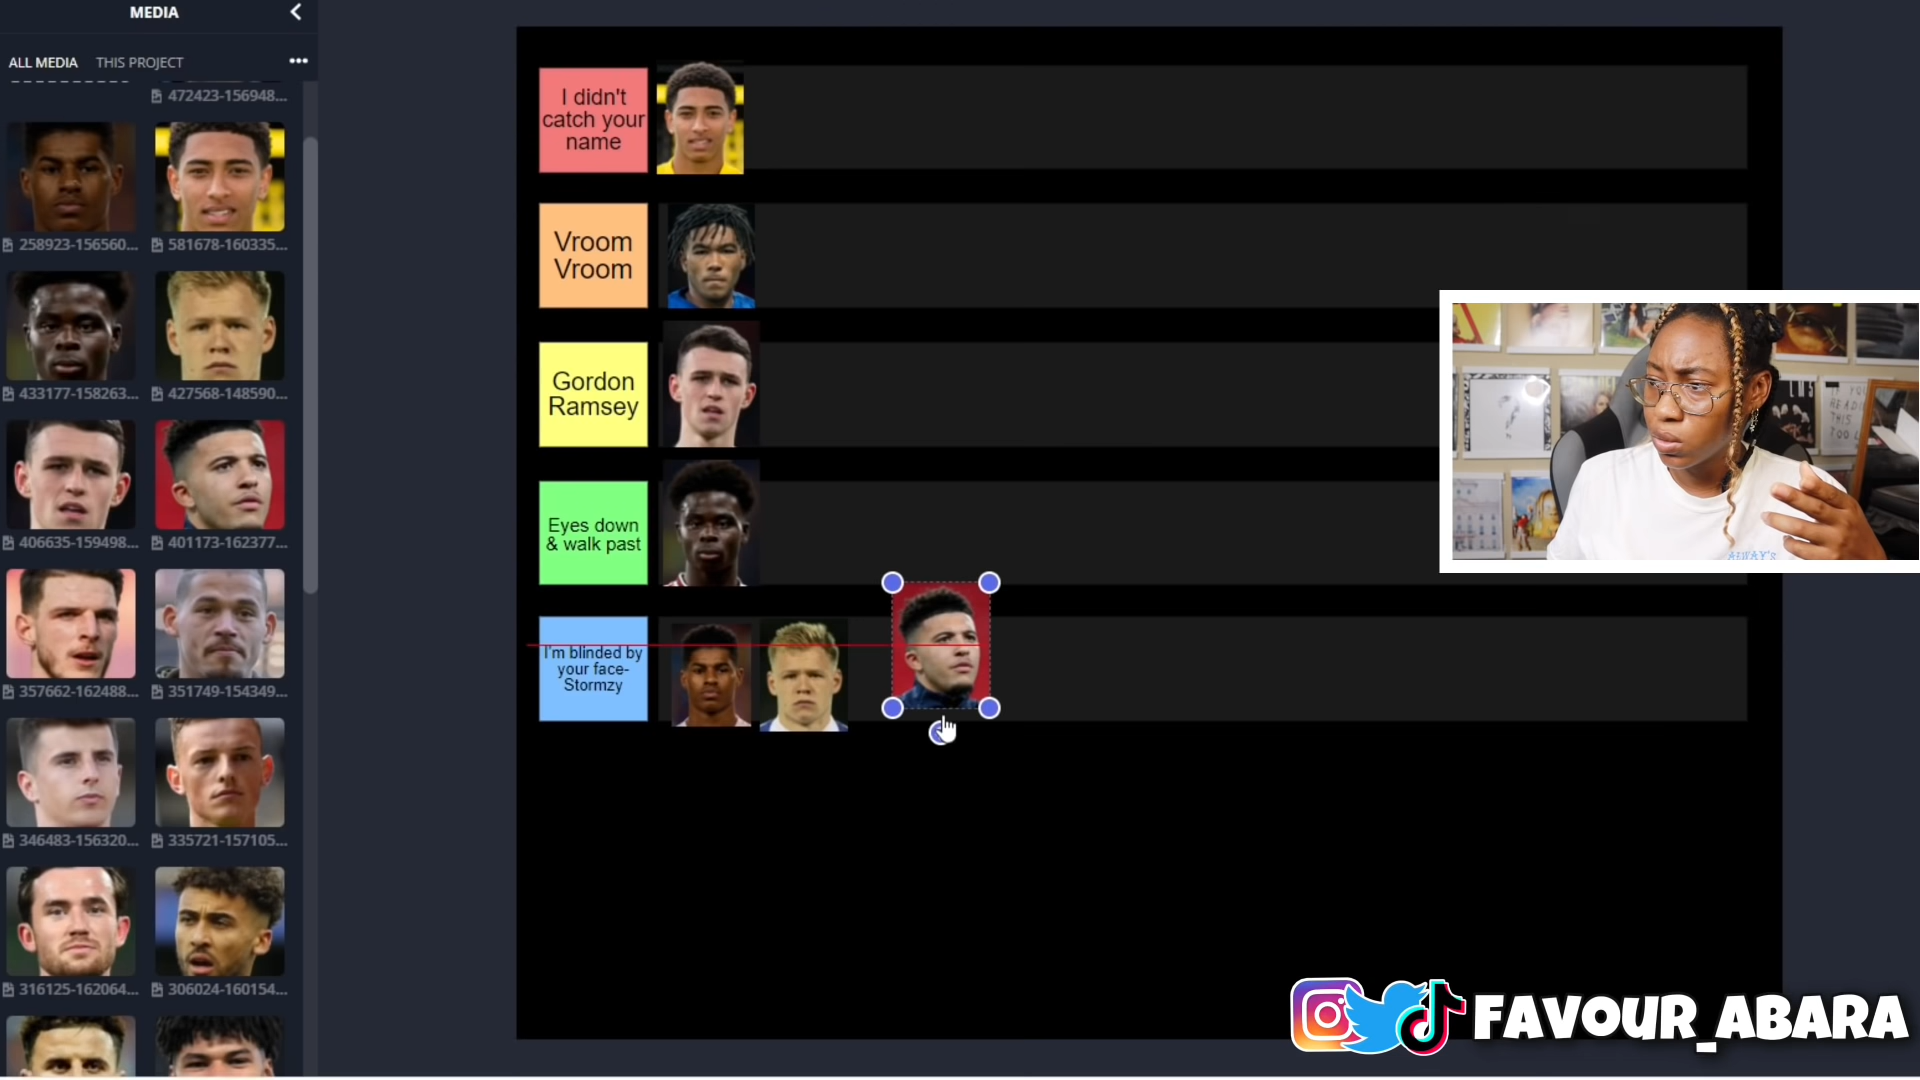 MEDIA
ALL MEDIA THIS PROJECT
472423-156948...
258923-156560... 581678-160335...
433177-158263... 427568-148590...
406635-159498... 401173-162377...
357662-162488... 351749-154349...
346483-156320... 335721-157105...
316125-162064... 306024-160154...
I didn't
catch your
name
Vroom
Vroom
Gordon
Ramsey
Eyes down
& walk past
I'm blinded by
your face-
Stormzy
ALWAY'S
FAVOUR_ABARA